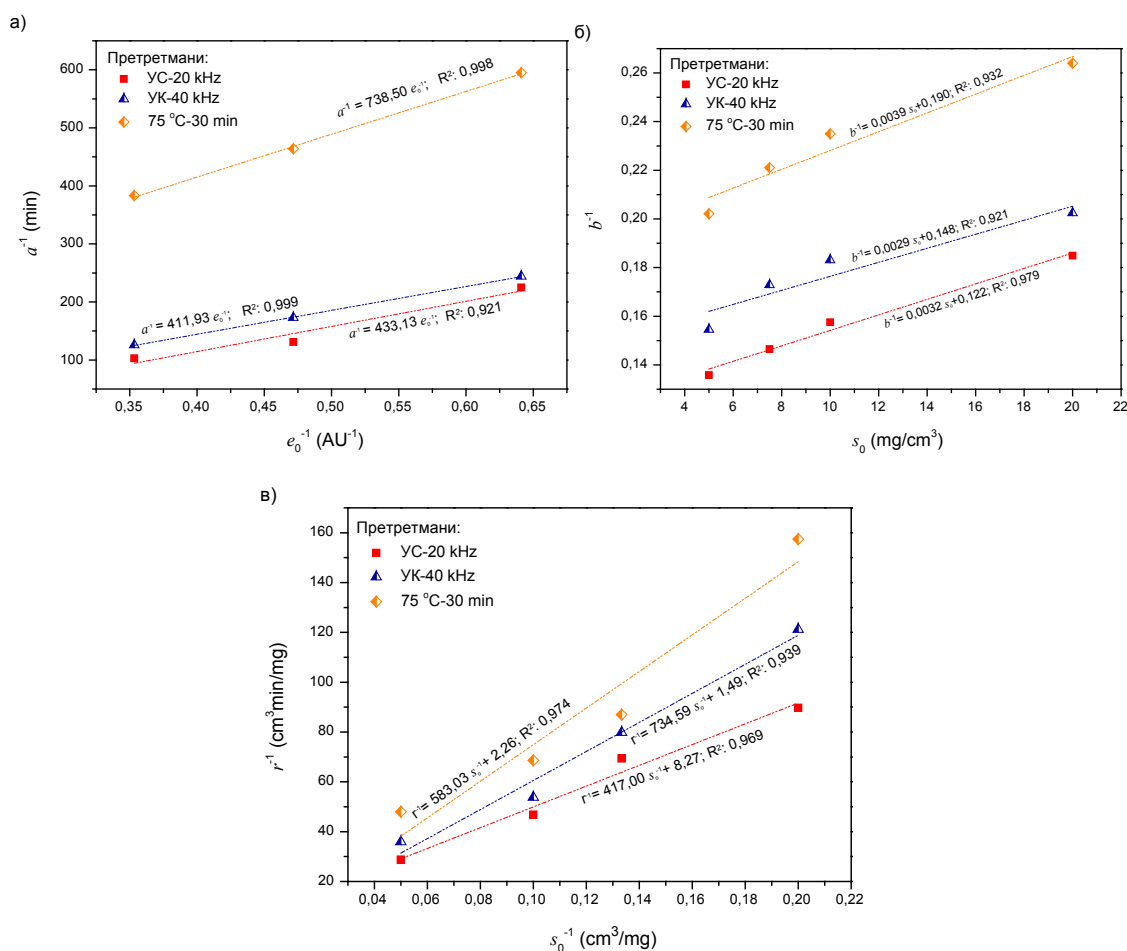 а)
Претретмани:
УС-20 kHz
УК-40 kHz
75 °C-30 min
600
500
400
300
200
100
a⁻¹ (min)
a⁻¹ = 738,50 e₀⁻¹; R²: 0,998
a⁻¹ = 411,93 e₀⁻¹; R²: 0,999
a⁻¹ = 433,13 e₀⁻¹; R²: 0,921
0,35 0,40 0,45 0,50 0,55 0,60 0,65
e₀⁻¹ (AU⁻¹)
б)
Претретмани:
УС-20 kHz
УК-40 kHz
75 °C-30 min
0,26
0,24
0,22
0,20
0,18
0,16
0,14
b⁻¹
b⁻¹= 0,0039 s₀+0,190; R²: 0,932
b⁻¹= 0,0029 s₀+0,148; R²: 0,921
b⁻¹= 0,0032 s₀+0,122; R²: 0,979
4 6 8 10 12 14 16 18 20 22
s₀ (mg/cm³)
в)
Претретмани:
УС-20 kHz
УК-40 kHz
75 °C-30 min
160
140
120
100
80
60
40
20
r⁻¹ (cm³min/mg)
r⁻¹= 583,03 s₀⁻¹+ 2,26; R²: 0,974
r⁻¹= 734,59 s₀⁻¹+ 1,49; R²: 0,939
r⁻¹= 417,00 s₀⁻¹+ 8,27; R²: 0,969
0,04 0,06 0,08 0,10 0,12 0,14 0,16 0,18 0,20 0,22
s₀⁻¹ (cm³/mg)